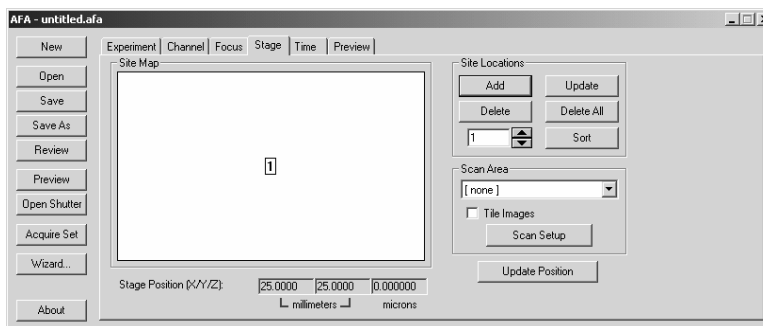 AFA - untitled.afa
New
Open
Save
Save As
Review
Preview
Open Shutter
Acquire Set
Wizard...
About
Experiment Channel Focus Stage Time Preview
Site Map
1
Stage Position (X/Y/Z): 25.0000 25.0000 0.000000
millimeters microns
Site Locations
Add Update
Delete Delete All
1 Sort
Scan Area
[ none ]
Tile Images
Scan Setup
Update Position